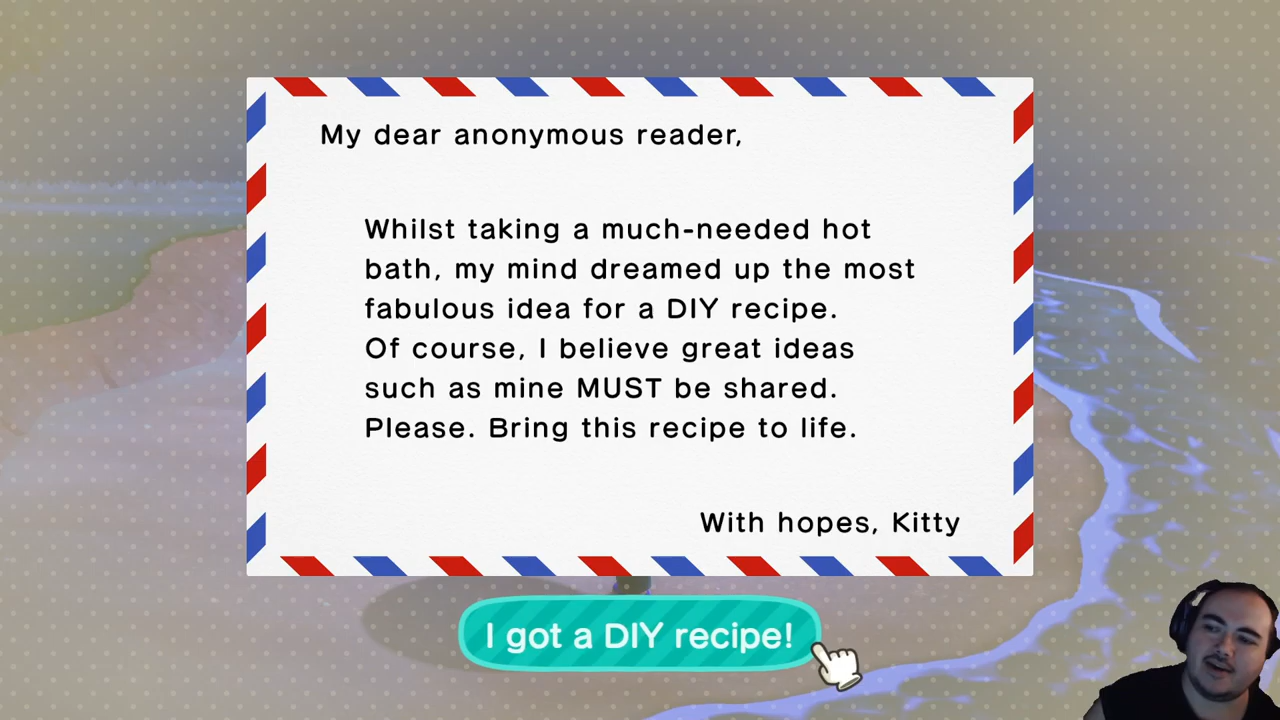 My dear anonymous reader,
Whilst taking a much-needed hot
bath, my mind dreamed up the most
fabulous idea for a DIY recipe.
Of course, I believe great ideas
such as mine MUST be shared.
Please. Bring this recipe to life.
With hopes, Kitty
I got a DIY recipe!